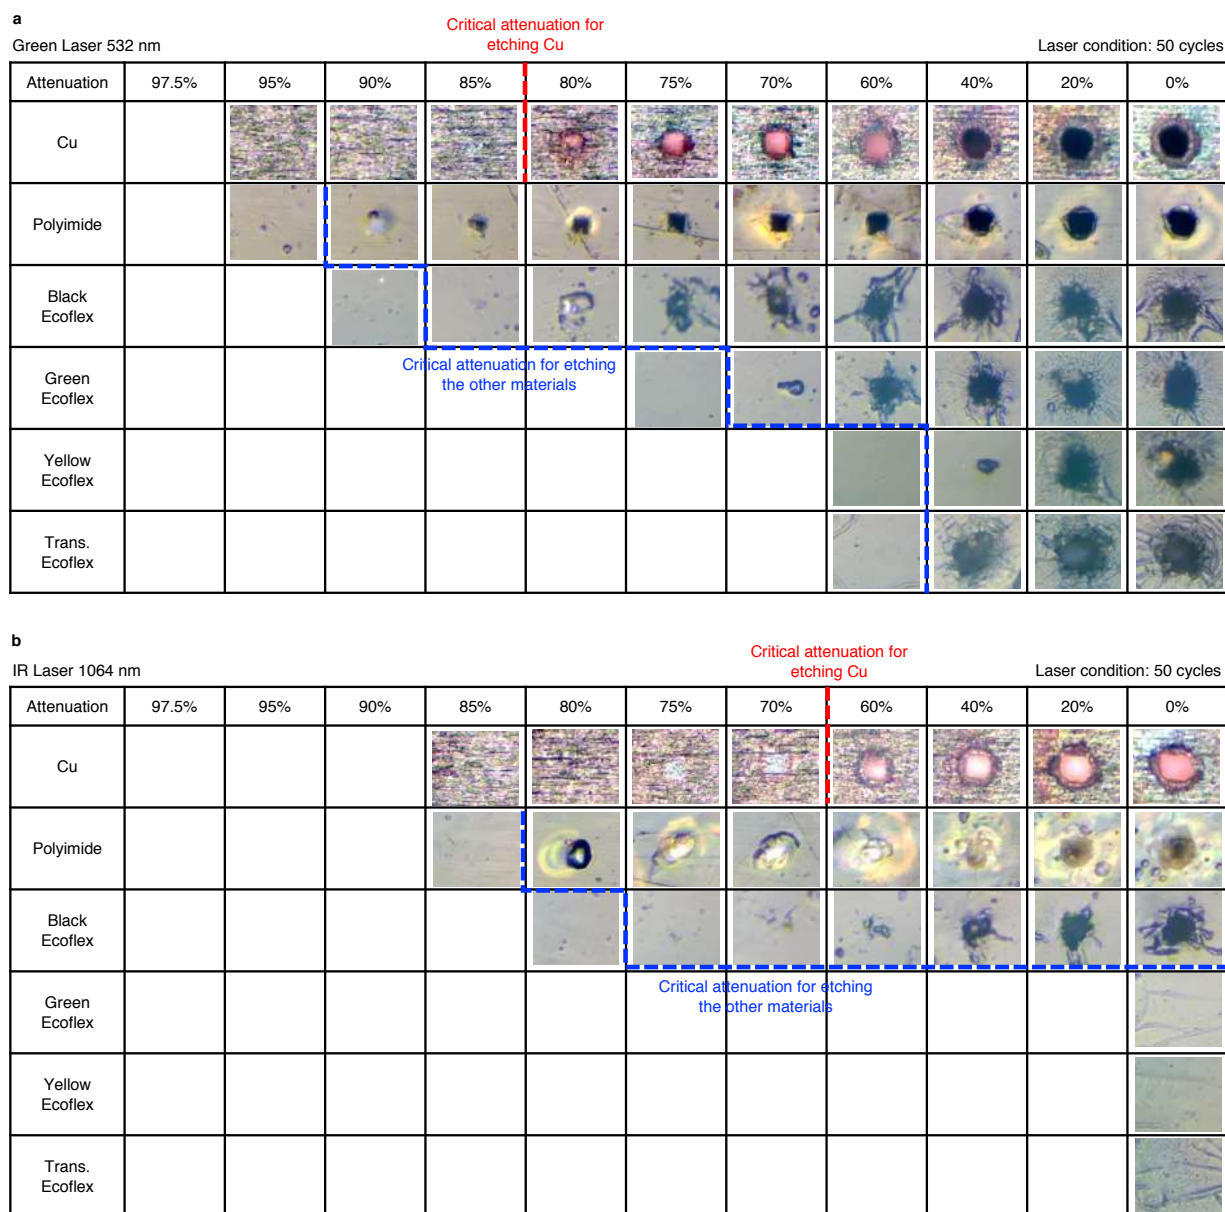 a
Critical attenuation for
etching Cu
Green Laser 532 nm
Laser condition: 50 cycles
Attenuation 97.5% 95% 90% 85% 80% 75% 70% 60% 40% 20% 0%
Cu
Polyimide
Black
Ecoflex
Critical attenuation for etching
the other materials
Green
Ecoflex
Yellow
Ecoflex
Trans.
Ecoflex
b
Critical attenuation for
etching Cu
IR Laser 1064 nm
Laser condition: 50 cycles
Attenuation 97.5% 95% 90% 85% 80% 75% 70% 60% 40% 20% 0%
Cu
Polyimide
Black
Ecoflex
Critical attenuation for etching
the other materials
Green
Ecoflex
Yellow
Ecoflex
Trans.
Ecoflex